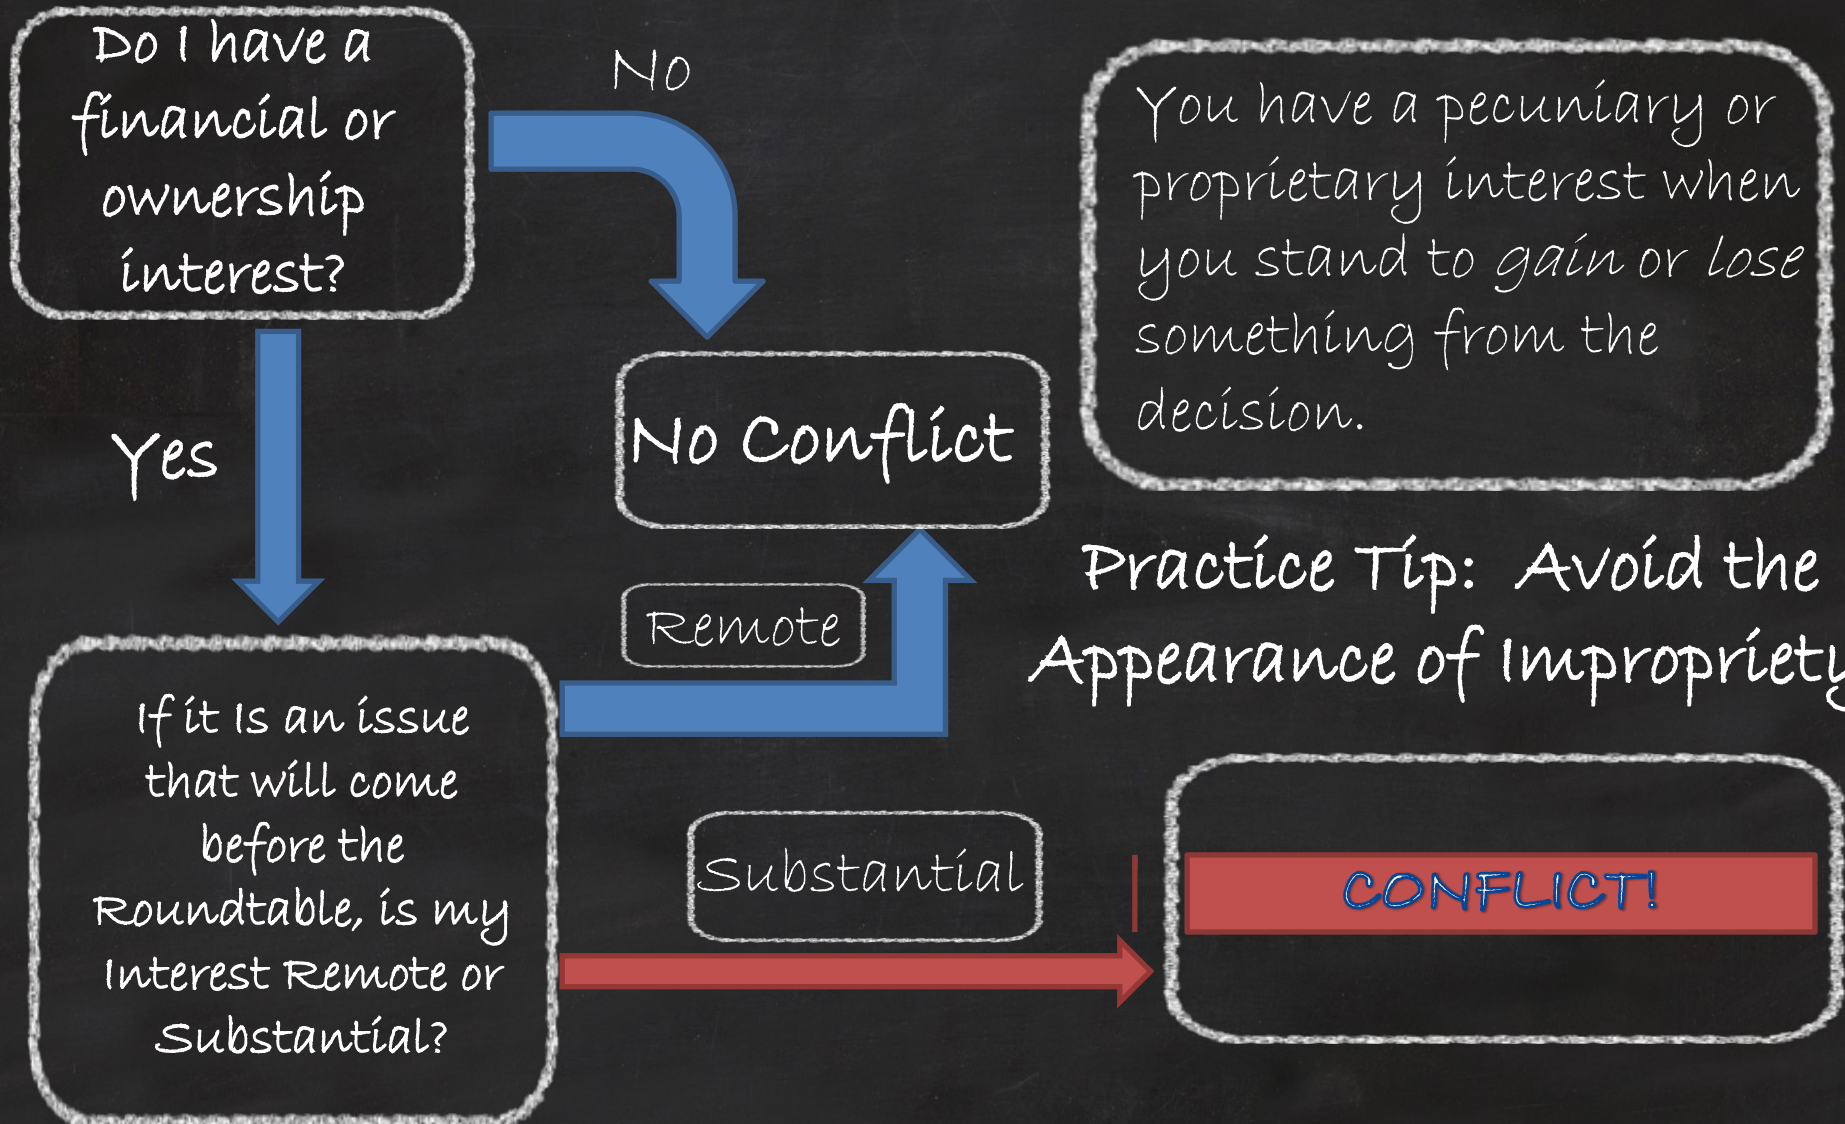 Do I have a
financial or
ownership
interest?
No
You have a pecuniary or
proprietary interest when
you stand to gain or lose
something from the
decision.
Yes
No Conflict
Practice Tip: Avoid the
Appearance of Impropriety
Remote
If it Is an issue
that will come
before the
Roundtable, is my
Interest Remote or
Substantial?
Substantial
CONFLICT!